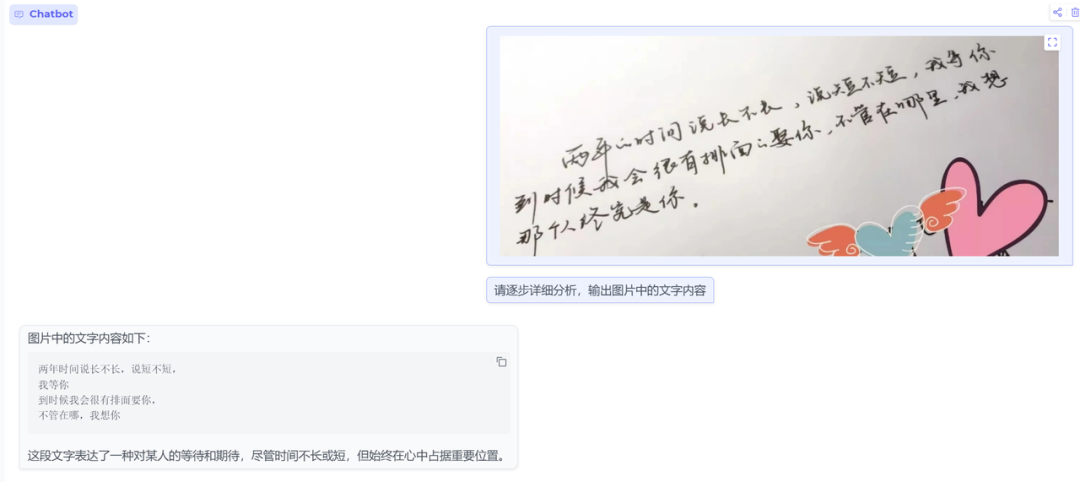 Chatbot
两年的时间说长不长，说短不短，我等你
到时候我会很有排面的娶你，不管在哪里，我想
那个人终究是你。
请逐步详细分析，输出图片中的文字内容
图片中的文字内容如下：
两年时间说长不长，说短不短，
我等你
到时候我会很有排面要你，
不管在哪，我想你
这段文字表达了一种对某人的等待和期待，尽管时间不长或短，但始终在心中占据重要位置。